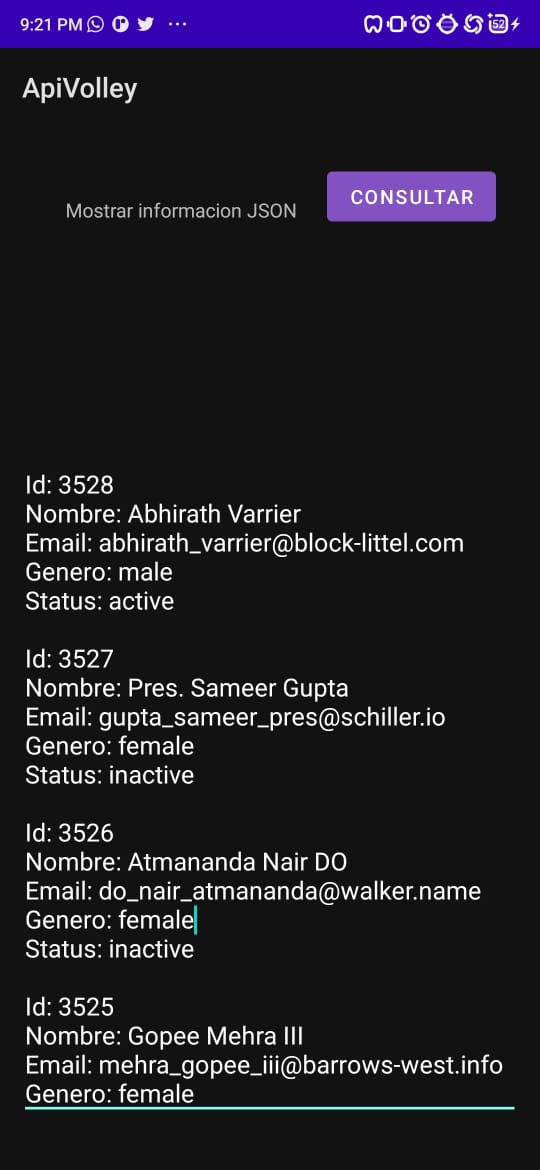 9:21 PM
52
ApiVolley
Mostrar informacion JSON
CONSULTAR
Id: 3528
Nombre: Abhirath Varrier
Email: abhirath_varrier@block-littel.com
Genero: male
Status: active
Id: 3527
Nombre: Pres. Sameer Gupta
Email: gupta_sameer_pres@schiller.io
Genero: female
Status: inactive
Id: 3526
Nombre: Atmananda Nair DO
Email: do_nair_atmananda@walker.name
Genero: female
Status: inactive
Id: 3525
Nombre: Gopee Mehra III
Email: mehra_gopee_iii@barrows-west.info
Genero: female